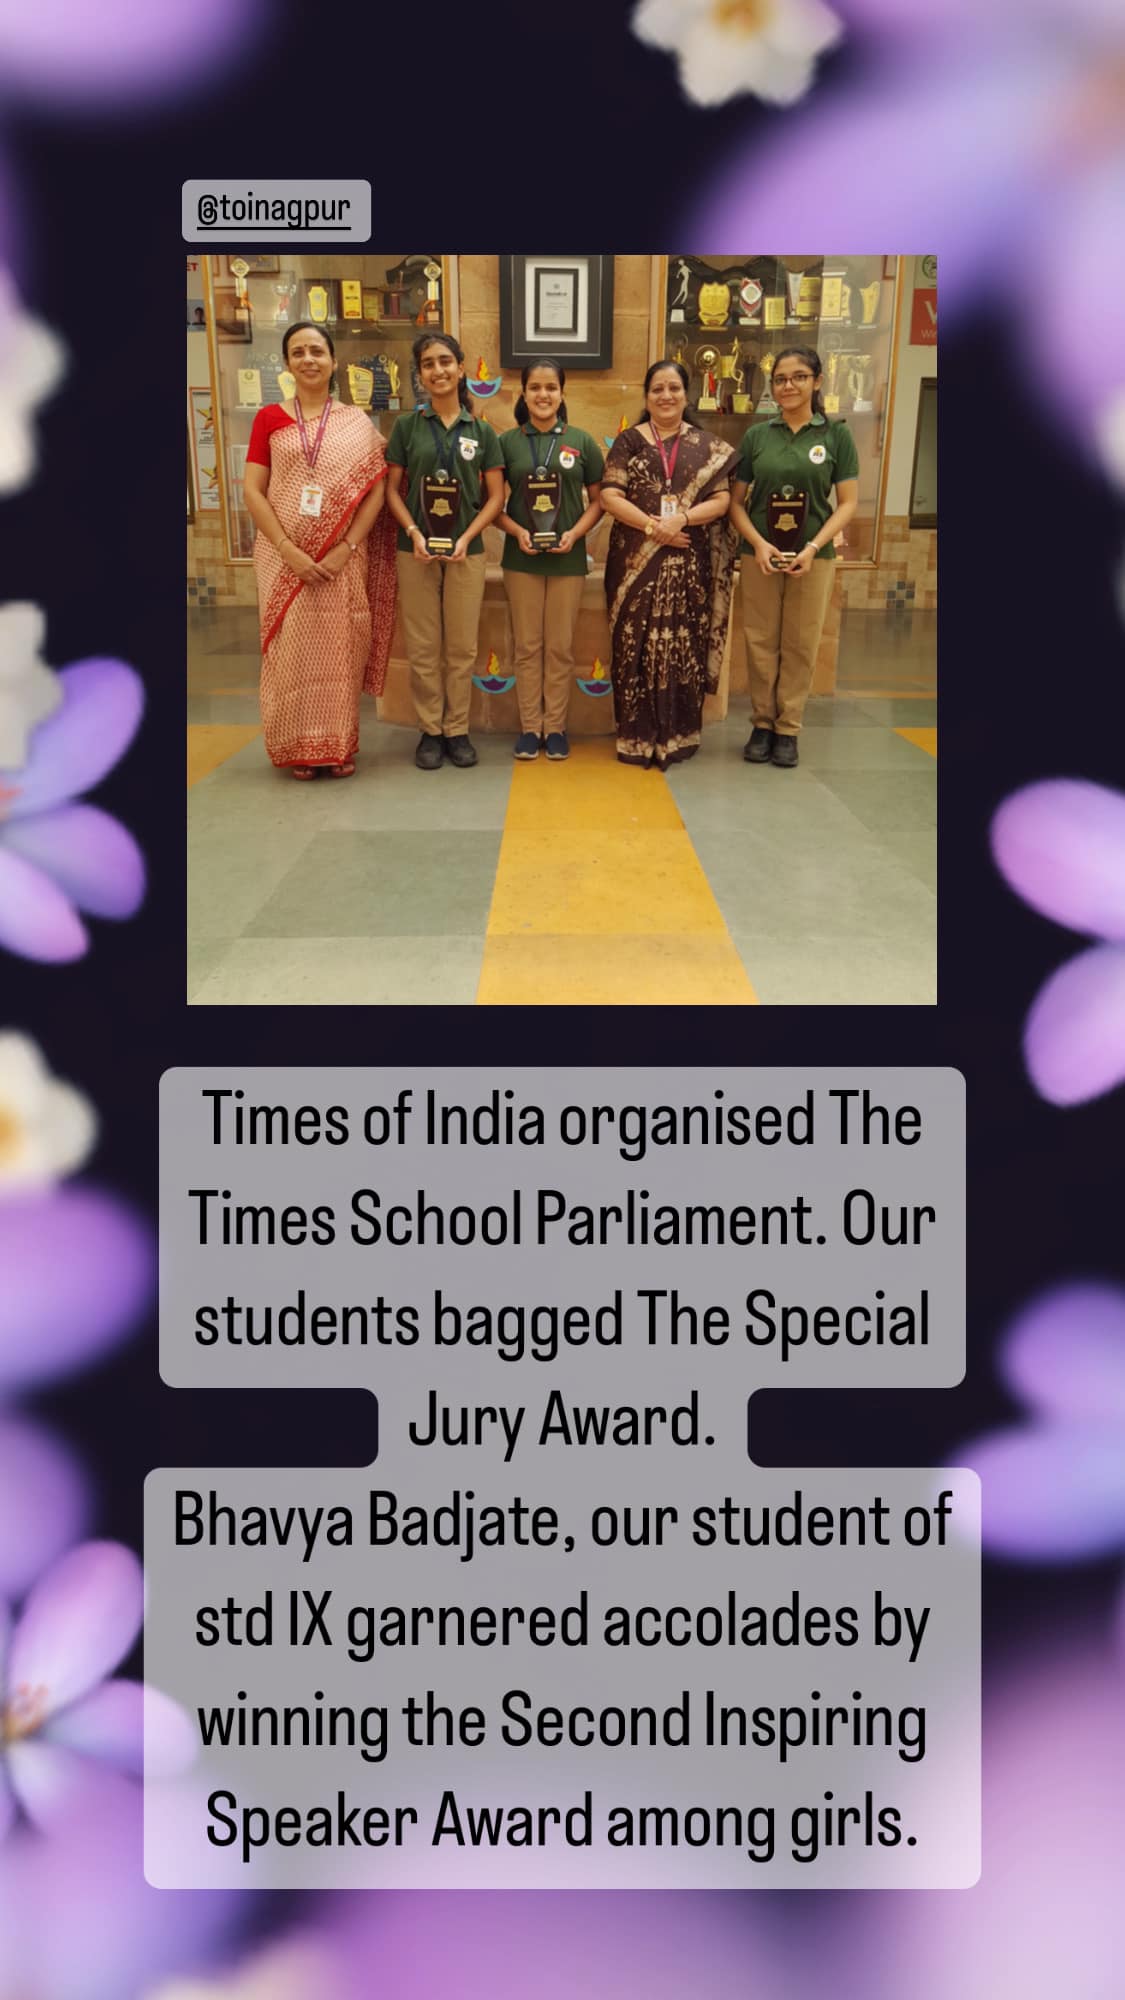 @toinagpur
Times of India organised The
Times School Parliament. Our
students bagged The Special
Jury Award.
Bhavya Badjate, our student of
std IX garnered accolades by
winning the Second Inspiring
Speaker Award among girls.